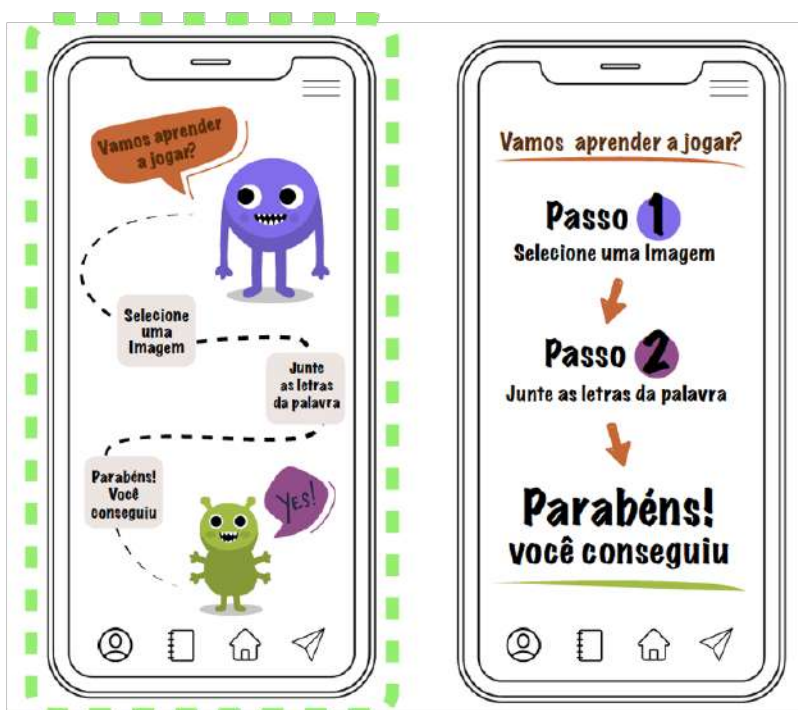 Vamos aprender
a jogar?
Selecione
uma
Imagem
Junte
as letras
da palavra
Parabéns!
Você
conseguiu
YES!
Vamos aprender a jogar?
Passo 1
Selecione uma Imagem
Passo 2
Junte as letras da palavra
Parabéns!
você conseguiu